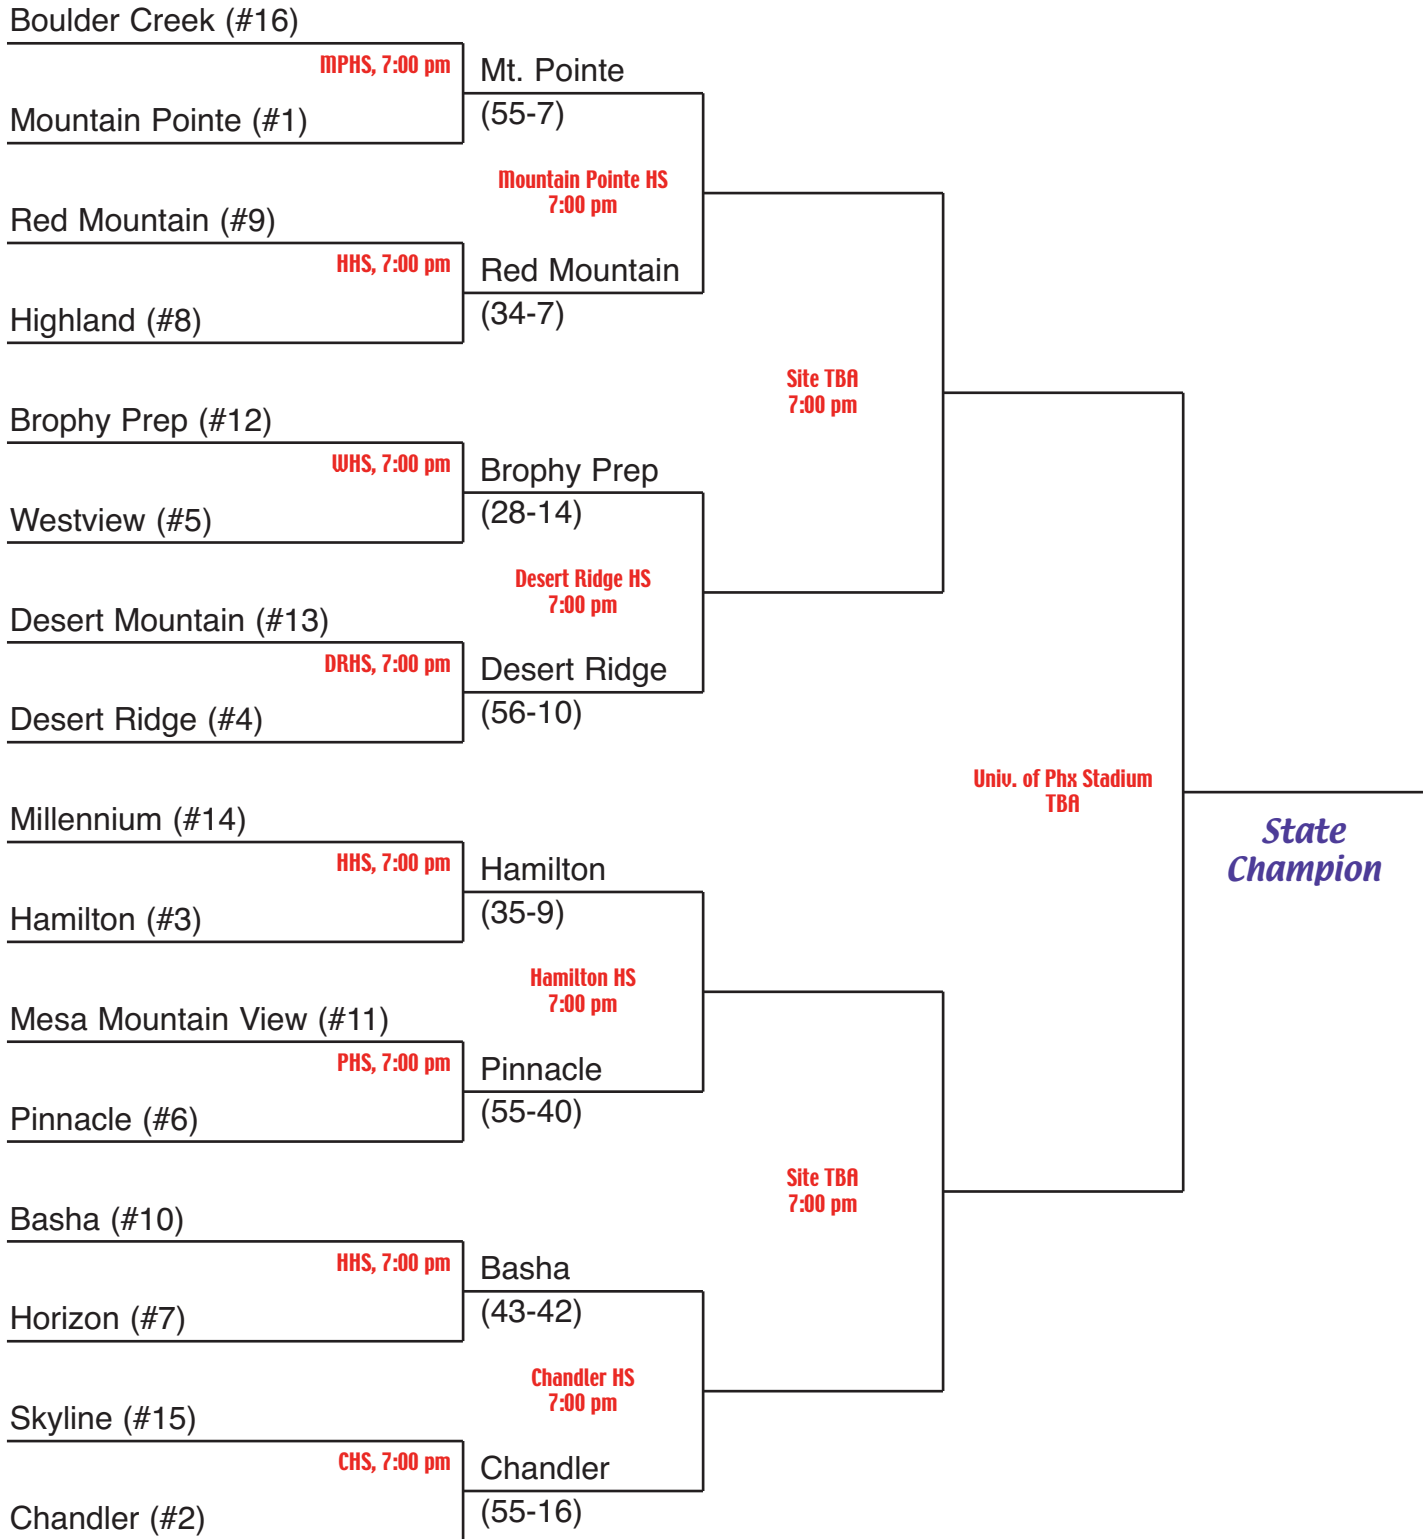 Boulder Creek (#16)
MPHS, 7:00 pm
Mt. Pointe
Mountain Pointe (#1)
(55-7)
Mountain Pointe HS
7:00 pm
Red Mountain (#9)
HHS, 7:00 pm
Red Mountain
Highland (#8)
(34-7)
Site TBA
7:00 pm
Brophy Prep (#12)
WHS, 7:00 pm
Brophy Prep
Westview (#5)
(28-14)
Desert Ridge HS
7:00 pm
Desert Mountain (#13)
DRHS, 7:00 pm
Desert Ridge
Desert Ridge (#4)
(56-10)
Univ. of Phx Stadium
TBA
State
Champion
Millennium (#14)
HHS, 7:00 pm
Hamilton
Hamilton (#3)
(35-9)
Hamilton HS
7:00 pm
Mesa Mountain View (#11)
PHS, 7:00 pm
Pinnacle
Pinnacle (#6)
(55-40)
Site TBA
7:00 pm
Basha (#10)
HHS, 7:00 pm
Basha
Horizon (#7)
(43-42)
Chandler HS
7:00 pm
Skyline (#15)
CHS, 7:00 pm
Chandler
Chandler (#2)
(55-16)